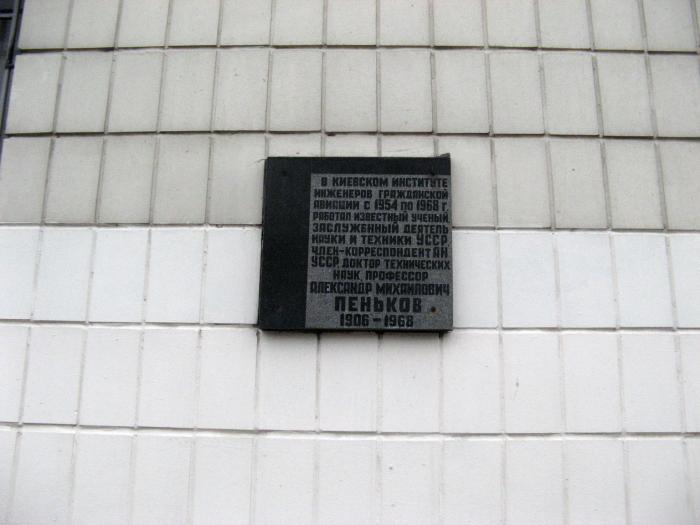 В КИЕВСКОМ ИНСТИТУТЕ
ИНЖЕНЕРОВ ГРАЖДАНСКОЙ
АВИАЦИИ С 1954 ПО 1968 Г.
РАБОТАЛ ИЗВЕСТНЫЙ УЧЕНЫЙ
ЗАСЛУЖЕННЫЙ ДЕЯТЕЛЬ
НАУКИ И ТЕХНИКИ УССР
ЧЛЕН-КОРРЕСПОНДЕНТ АН
УССР ДОКТОР ТЕХНИЧЕСКИХ
НАУК ПРОФЕССОР
АЛЕКСАНДР МИХАЙЛОВИЧ
ПЕНЬКОВ
1906 – 1968